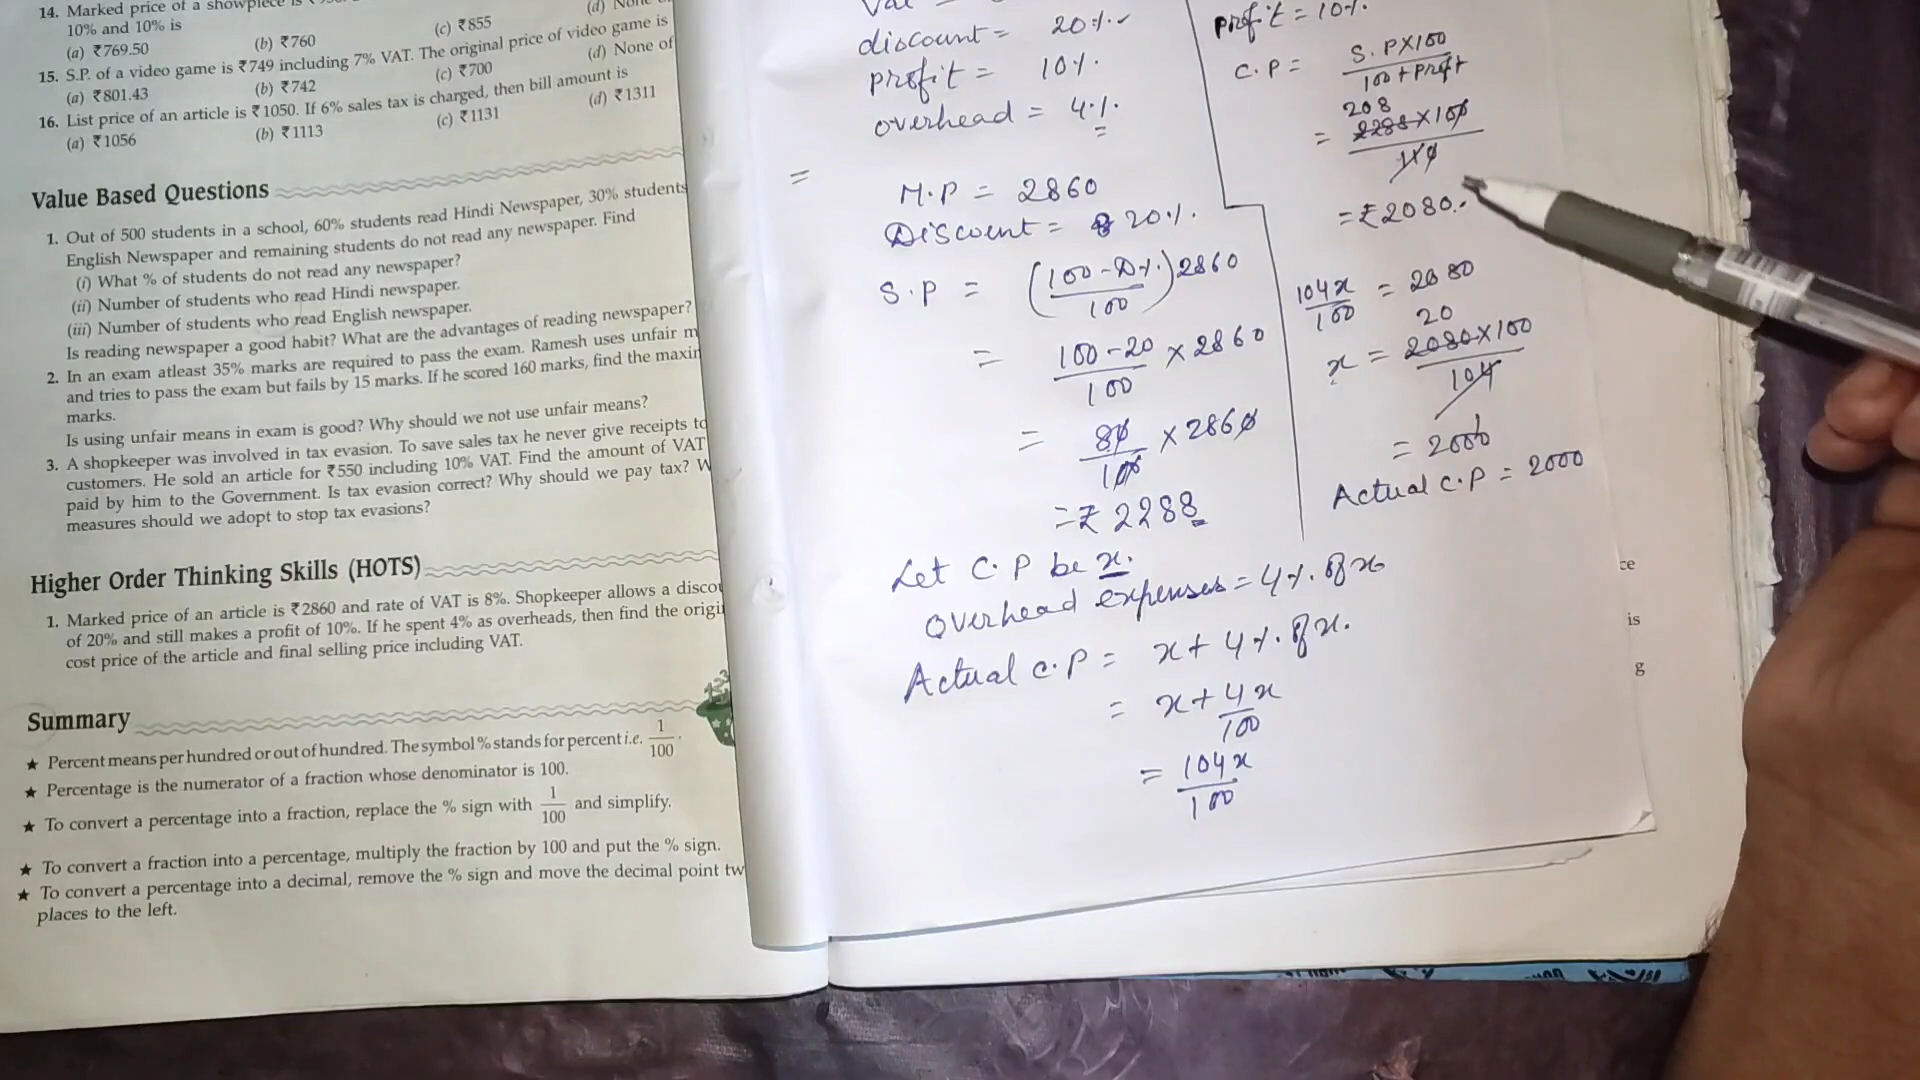 14. Marked price of a showpiece is
10% and 10% is
(a) ₹769.50 (b) ₹760 (c) ₹855
15. S.P. of a video game is ₹749 including 7% VAT. The original price of video game is
(a) ₹801.43 (b) ₹742 (c) ₹700 (d) None of
16. List price of an article is ₹1050. If 6% sales tax is charged, then bill amount is
(a) ₹1056 (b) ₹1113 (c) ₹1131 (d) ₹1311
Value Based Questions
1. Out of 500 students in a school, 60% students read Hindi Newspaper, 30% students
English Newspaper and remaining students do not read any newspaper. Find
(i) What % of students do not read any newspaper?
(ii) Number of students who read Hindi newspaper.
(iii) Number of students who read English newspaper.
Is reading newspaper a good habit? What are the advantages of reading newspaper?
2. In an exam atleast 35% marks are required to pass the exam. Ramesh uses unfair m
and tries to pass the exam but fails by 15 marks. If he scored 160 marks, find the maxim
marks.
Is using unfair means in exam is good? Why should we not use unfair means?
3. A shopkeeper was involved in tax evasion. To save sales tax he never give receipts to
customers. He sold an article for ₹550 including 10% VAT. Find the amount of VAT
paid by him to the Government. Is tax evasion correct? Why should we pay tax? W
measures should we adopt to stop tax evasions?
Higher Order Thinking Skills (HOTS)
1. Marked price of an article is ₹2860 and rate of VAT is 8%. Shopkeeper allows a discou
of 20% and still makes a profit of 10%. If he spent 4% as overheads, then find the origi
cost price of the article and final selling price including VAT.
Summary
★ Percent means per hundred or out of hundred. The symbol % stands for percent i.e. 1/100.
★ Percentage is the numerator of a fraction whose denominator is 100.
★ To convert a percentage into a fraction, replace the % sign with 1/100 and simplify.
★ To convert a fraction into a percentage, multiply the fraction by 100 and put the % sign.
★ To convert a percentage into a decimal, remove the % sign and move the decimal point tw
places to the left.
discount = 20%
profit = 10%.
overhead = 4%.
= M.P = 2860
Discount = 20%.
S.P = ((100-D%)/100) 2860
= (100-20)/100 × 2860
= 80/100 × 2860
= ₹ 2288
Let C.P be x.
overhead expenses = 4% of x
Actual C.P = x + 4% of x.
= x + 4x/100
= 104x/100
profit = 10%.
C.P = (S.P×100)/(100+profit)
208
= (2288×100)/110
= ₹2080.
104x/100 = 2080
20
x = (2080×100)/104
= 2000
Actual C.P = 2000
ce
is
g